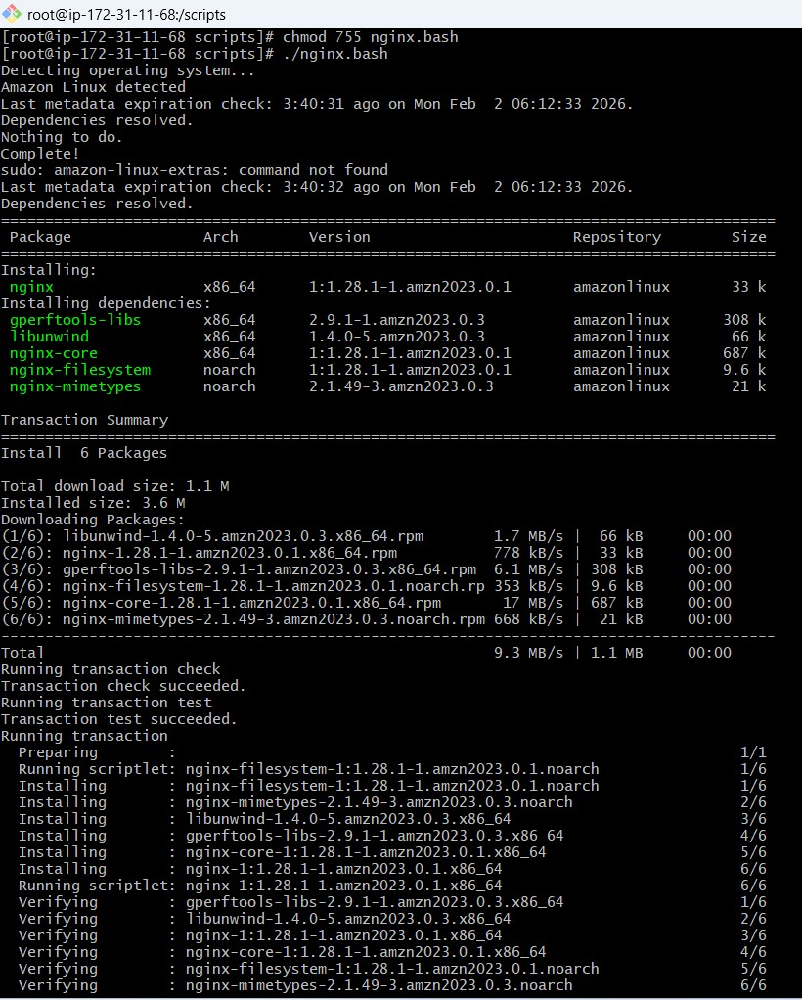 root@ip-172-31-11-68:/scripts
[root@ip-172-31-11-68 scripts]# chmod 755 nginx.bash
[root@ip-172-31-11-68 scripts]# ./nginx.bash
Detecting operating system...
Amazon Linux detected
Last metadata expiration check: 3:40:31 ago on Mon Feb  2 06:12:33 2026.
Dependencies resolved.
Nothing to do.
Complete!
sudo: amazon-linux-extras: command not found
Last metadata expiration check: 3:40:32 ago on Mon Feb  2 06:12:33 2026.
Dependencies resolved.
========================================================================================
 Package               Arch        Version                       Repository        Size
========================================================================================
Installing:
 nginx                 x86_64      1:1.28.1-1.amzn2023.0.1       amazonlinux       33 k
Installing dependencies:
 gperftools-libs       x86_64      2.9.1-1.amzn2023.0.3          amazonlinux      308 k
 libunwind             x86_64      1.4.0-5.amzn2023.0.3          amazonlinux       66 k
 nginx-core            x86_64      1:1.28.1-1.amzn2023.0.1       amazonlinux      687 k
 nginx-filesystem      noarch      1:1.28.1-1.amzn2023.0.1       amazonlinux      9.6 k
 nginx-mimetypes       noarch      2.1.49-3.amzn2023.0.3         amazonlinux       21 k
Transaction Summary
========================================================================================
Install  6 Packages
Total download size: 1.1 M
Installed size: 3.6 M
Downloading Packages:
(1/6): libunwind-1.4.0-5.amzn2023.0.3.x86_64.rpm        1.7 MB/s |  66 kB     00:00
(2/6): nginx-1.28.1-1.amzn2023.0.1.x86_64.rpm           778 kB/s |  33 kB     00:00
(3/6): gperftools-libs-2.9.1-1.amzn2023.0.3.x86_64.rpm  6.1 MB/s | 308 kB     00:00
(4/6): nginx-filesystem-1.28.1-1.amzn2023.0.1.noarch.rp 353 kB/s | 9.6 kB     00:00
(5/6): nginx-core-1.28.1-1.amzn2023.0.1.x86_64.rpm       17 MB/s | 687 kB     00:00
(6/6): nginx-mimetypes-2.1.49-3.amzn2023.0.3.noarch.rpm 668 kB/s |  21 kB     00:00
----------------------------------------------------------------------------------------
Total                                                   9.3 MB/s | 1.1 MB     00:00
Running transaction check
Transaction check succeeded.
Running transaction test
Transaction test succeeded.
Running transaction
  Preparing        :                                                                1/1
  Running scriptlet: nginx-filesystem-1:1.28.1-1.amzn2023.0.1.noarch                1/6
  Installing       : nginx-filesystem-1:1.28.1-1.amzn2023.0.1.noarch                1/6
  Installing       : nginx-mimetypes-2.1.49-3.amzn2023.0.3.noarch                   2/6
  Installing       : libunwind-1.4.0-5.amzn2023.0.3.x86_64                          3/6
  Installing       : gperftools-libs-2.9.1-1.amzn2023.0.3.x86_64                    4/6
  Installing       : nginx-core-1:1.28.1-1.amzn2023.0.1.x86_64                      5/6
  Installing       : nginx-1:1.28.1-1.amzn2023.0.1.x86_64                           6/6
  Running scriptlet: nginx-1:1.28.1-1.amzn2023.0.1.x86_64                           6/6
  Verifying        : gperftools-libs-2.9.1-1.amzn2023.0.3.x86_64                    1/6
  Verifying        : libunwind-1.4.0-5.amzn2023.0.3.x86_64                          2/6
  Verifying        : nginx-1:1.28.1-1.amzn2023.0.1.x86_64                           3/6
  Verifying        : nginx-core-1:1.28.1-1.amzn2023.0.1.x86_64                      4/6
  Verifying        : nginx-filesystem-1:1.28.1-1.amzn2023.0.1.noarch                5/6
  Verifying        : nginx-mimetypes-2.1.49-3.amzn2023.0.3.noarch                   6/6